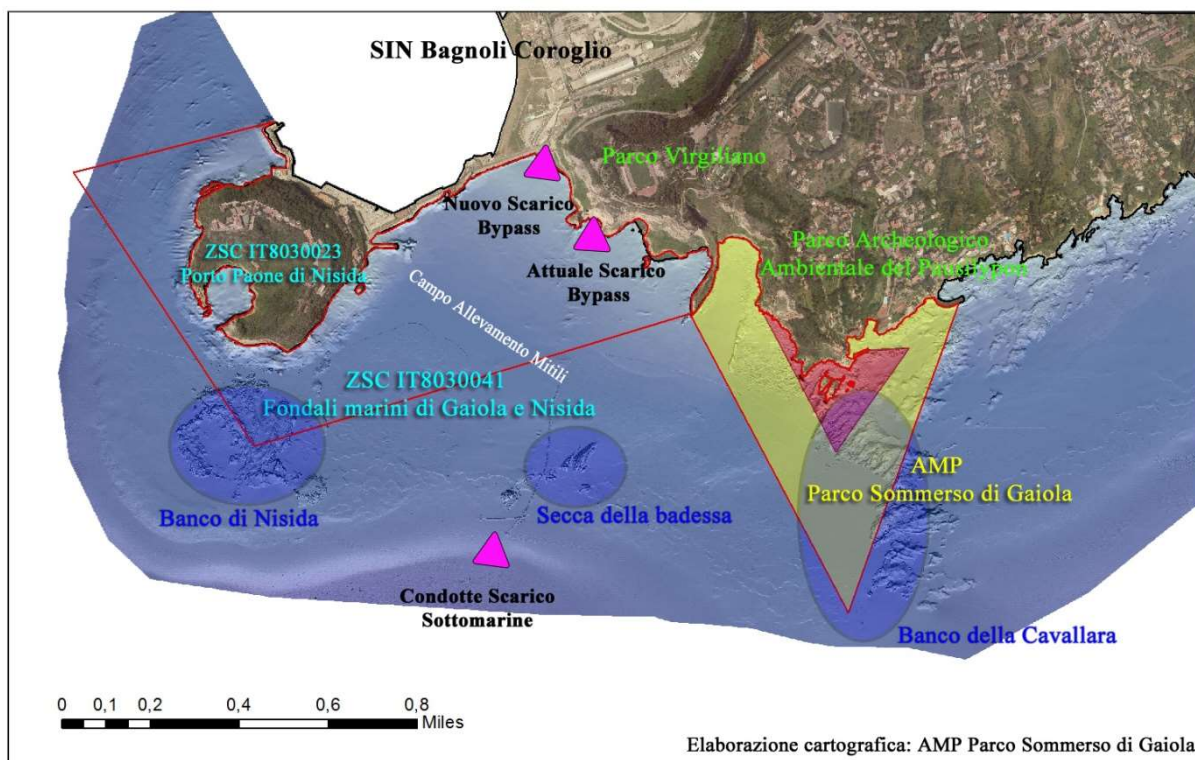 SIN Bagnoli Coroglio
Parco Virgiliano
Nuovo Scarico
Bypass
ZSC IT8030023
Porto Paone di Nisida
Attuale Scarico
Bypass
Parco Archeologico
Ambientale del Pausilypon
Campo Allevamento Mitili
ZSC IT8030041
Fondali marini di Gaiola e Nisida
AMP
Parco Sommerso di Gaiola
Banco di Nisida
Secca della badessa
Condotte Scarico
Sottomarine
Banco della Cavallara
0 0,1 0,2 0,4 0,6 0,8
Miles
Elaborazione cartografica: AMP Parco Sommerso di Gaiola